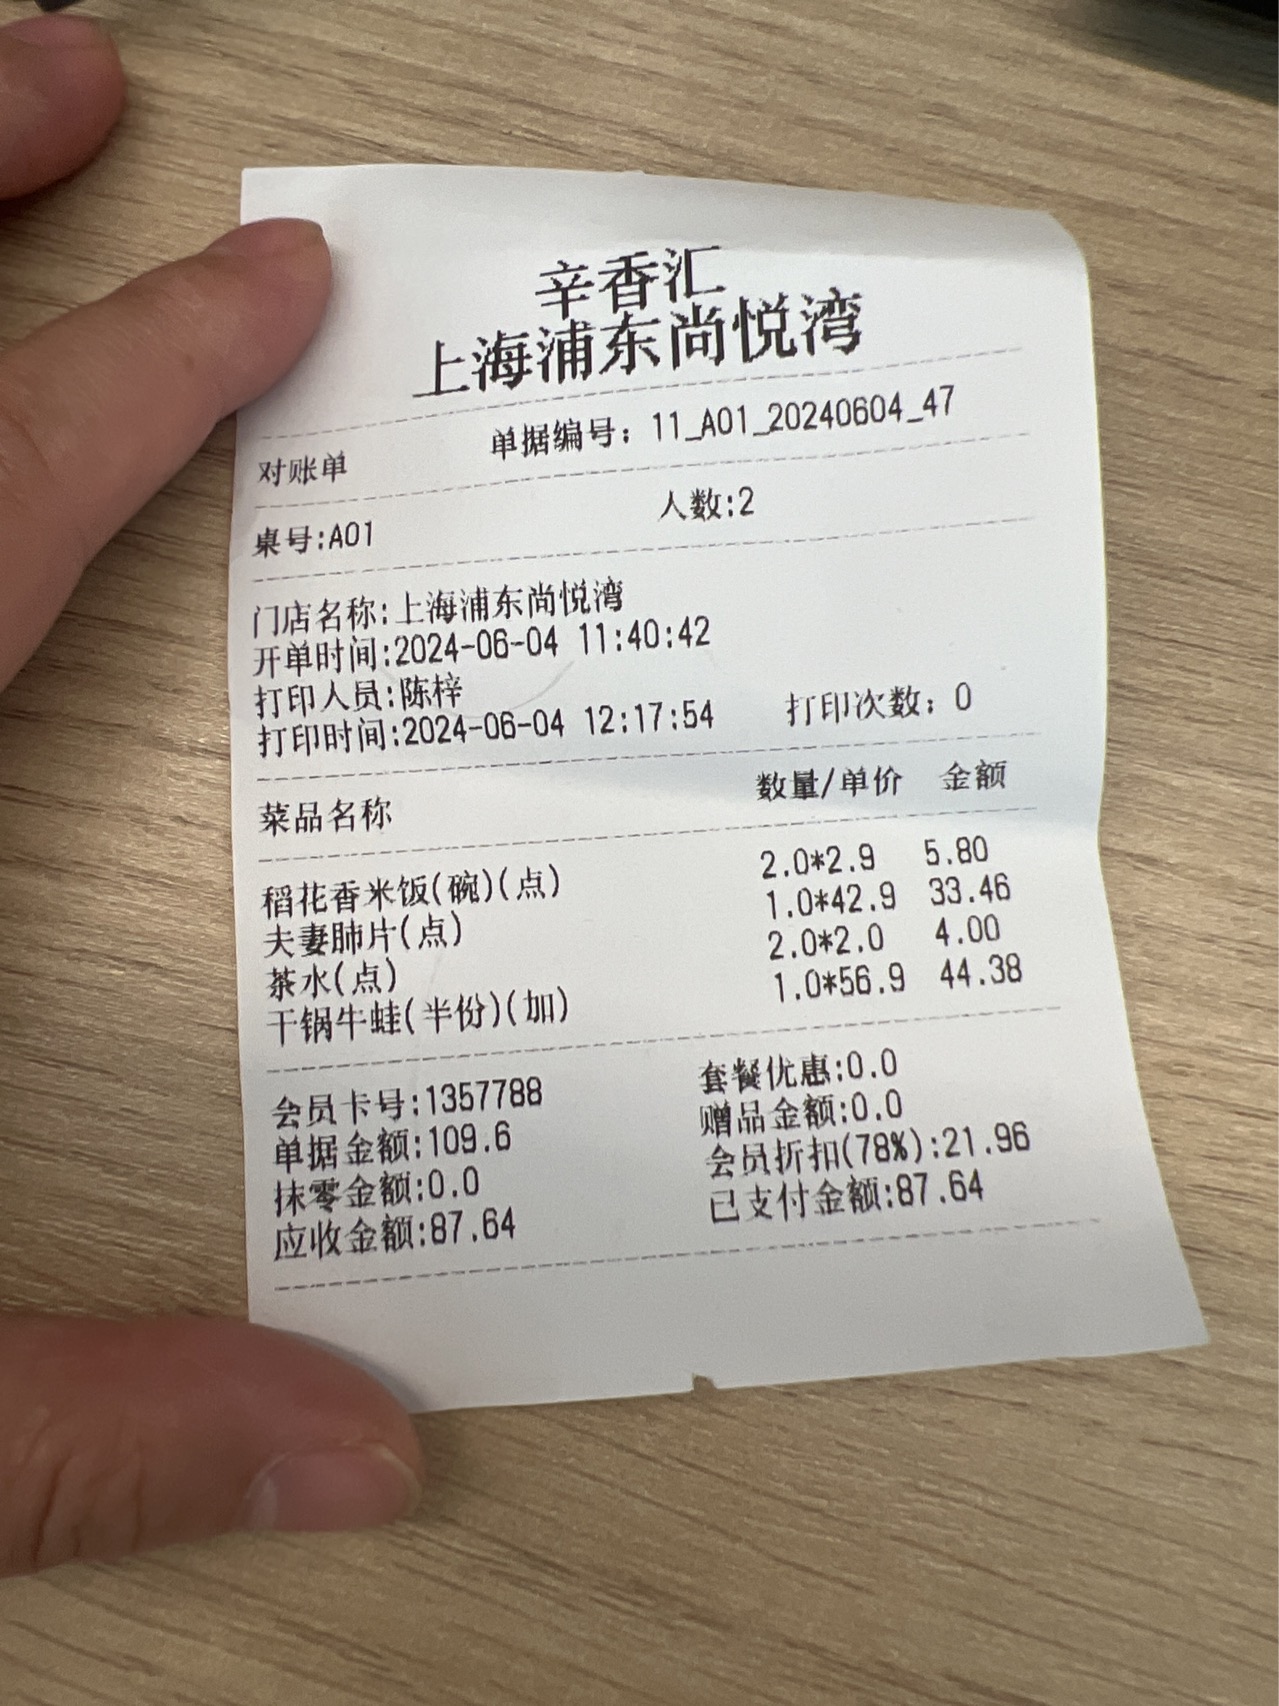 辛香汇
上海浦东尚悦湾
对账单 单据编号：11_A01_20240604_47
桌号:A01 人数:2
门店名称:上海浦东尚悦湾
开单时间:2024-06-04 11:40:42
打印人员:陈梓
打印时间:2024-06-04 12:17:54 打印次数：0
菜品名称 数量/单价 金额
稻花香米饭(碗)(点) 2.0*2.9 5.80
夫妻肺片(点) 1.0*42.9 33.46
茶水(点) 2.0*2.0 4.00
干锅牛蛙(半份)(加) 1.0*56.9 44.38
会员卡号:1357788 套餐优惠:0.0
单据金额:109.6 赠品金额:0.0
抹零金额:0.0 会员折扣(78%):21.96
应收金额:87.64 已支付金额:87.64